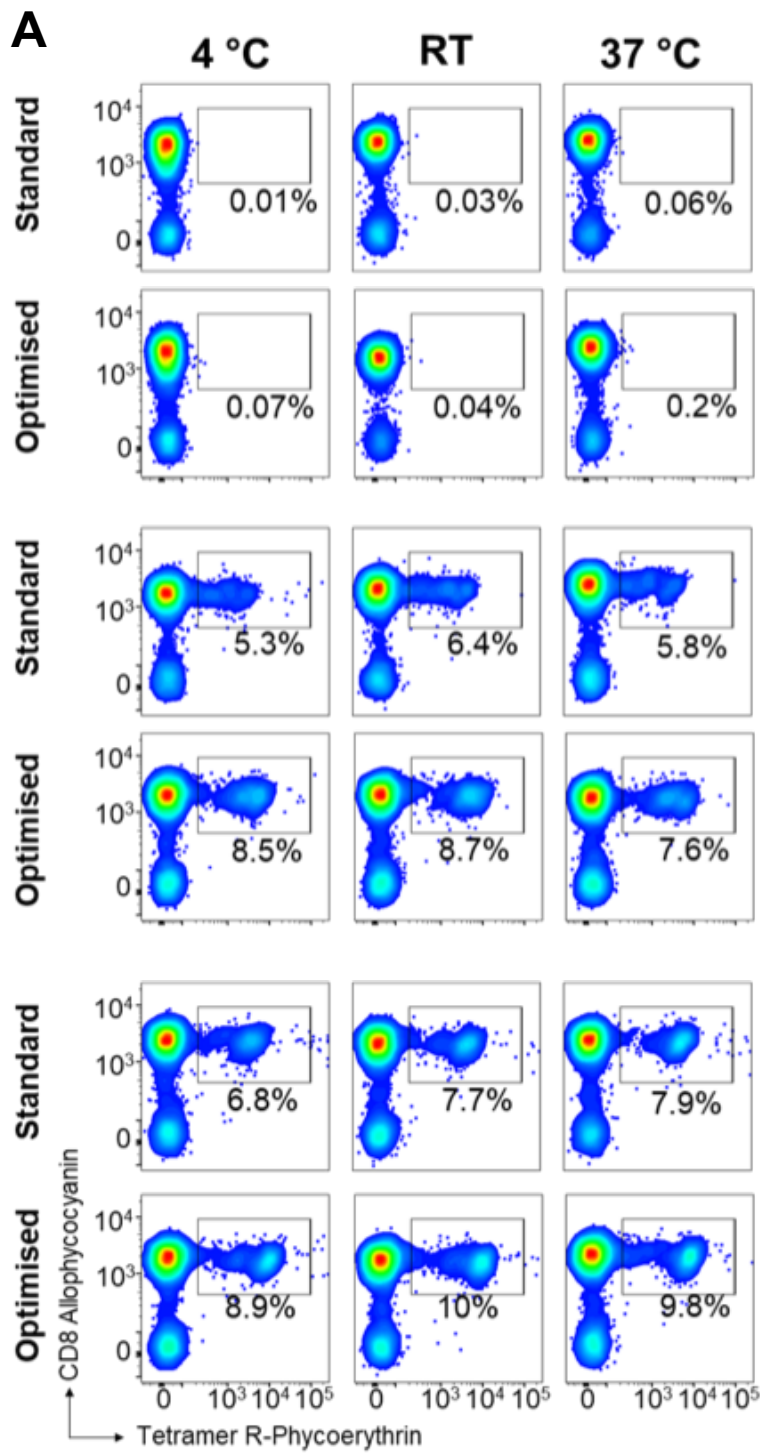 A
4 °C RT 37 °C
Standard
10⁴
10³
0
0.01% 0.03% 0.06%
Optimised
10⁴
10³
0
0.07% 0.04% 0.2%
Standard
10⁴
10³
0
5.3% 6.4% 5.8%
Optimised
10⁴
10³
0
8.5% 8.7% 7.6%
Standard
10⁴
10³
0
6.8% 7.7% 7.9%
Optimised
10⁴
10³
0
8.9% 10% 9.8%
0 10³ 10⁴ 10⁵ 0 10³ 10⁴ 10⁵ 0 10³ 10⁴ 10⁵
CD8 Allophycocyanin
Tetramer R-Phycoerythrin